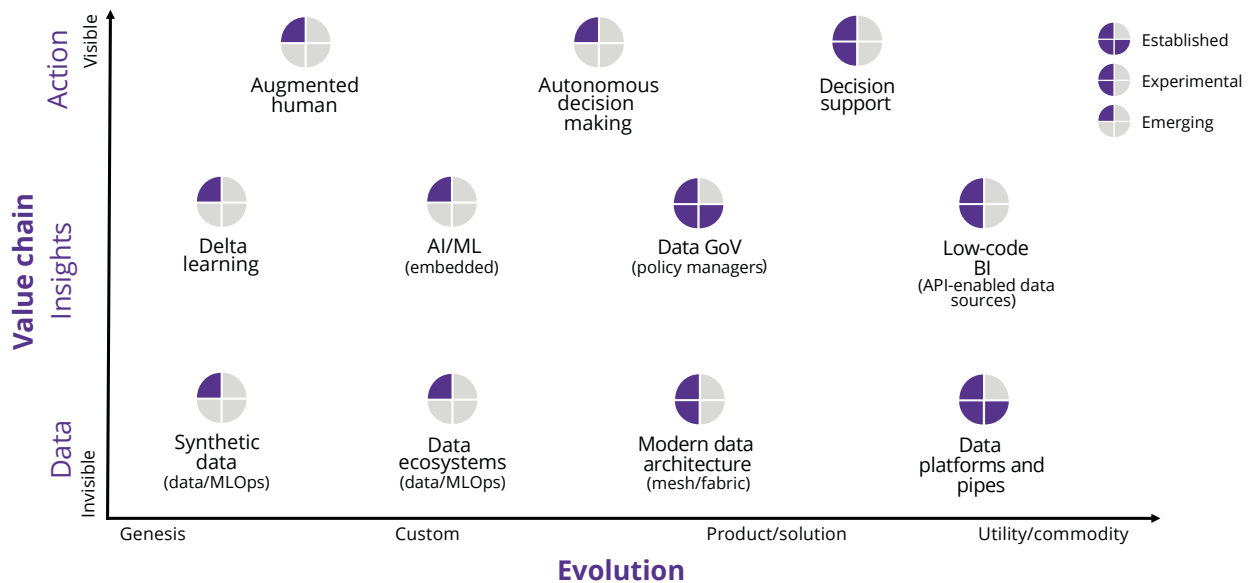 Value chain
Action
Insights
Data
Visible
Invisible
Augmented
human
Autonomous
decision
making
Decision
support
Established
Experimental
Emerging
Delta
learning
AI/ML
(embedded)
Data GoV
(policy managers)
Low-code
BI
(API-enabled data
sources)
Synthetic
data
(data/MLOps)
Data
ecosystems
(data/MLOps)
Modern data
architecture
(mesh/fabric)
Data
platforms and
pipes
Genesis
Custom
Product/solution
Utility/commodity
Evolution